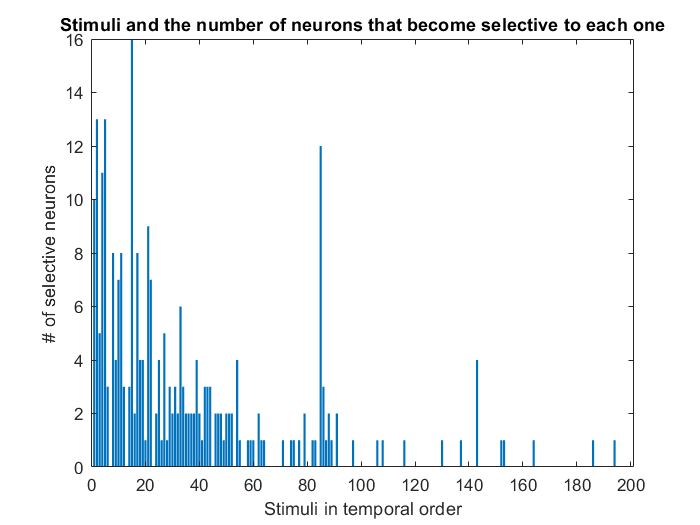 Stimuli and the number of neurons that become selective to each one
16
14
12
10
8
6
4
2
0
# of selective neurons
0 20 40 60 80 100 120 140 160 180 200
Stimuli in temporal order